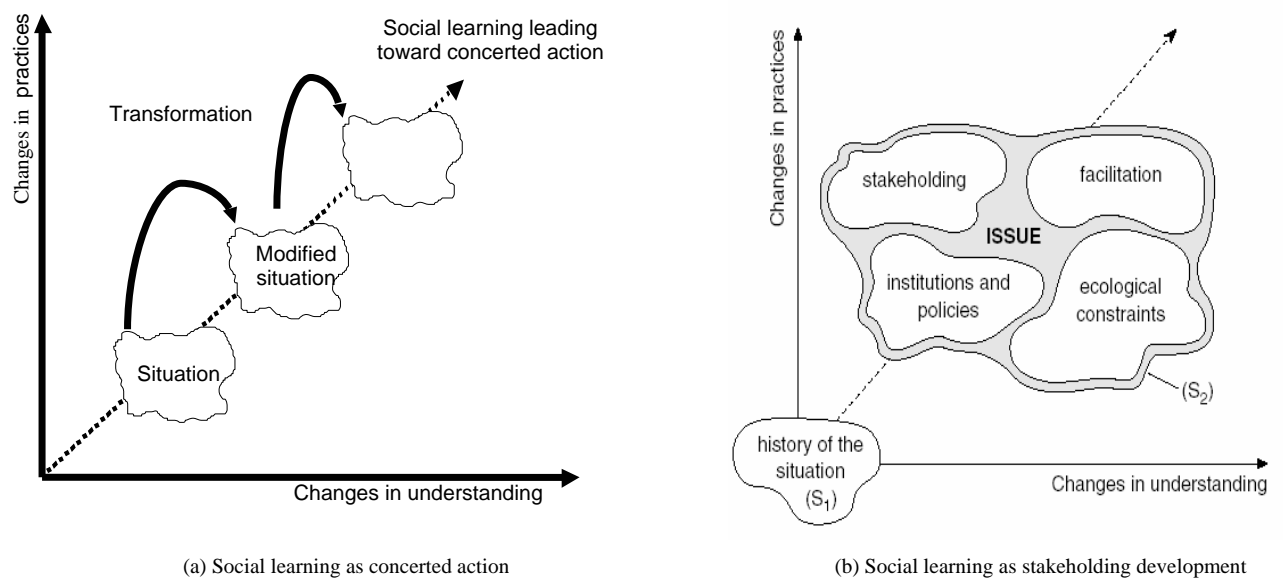 Social learning leading
toward concerted action
Transformation
Changes in practices
Modified
situation
Situation
Changes in understanding
(a) Social learning as concerted action
Changes in practices
stakeholding
facilitation
ISSUE
institutions and
policies
ecological
constraints
(S2)
history of the
situation
(S1)
Changes in understanding
(b) Social learning as stakeholding development